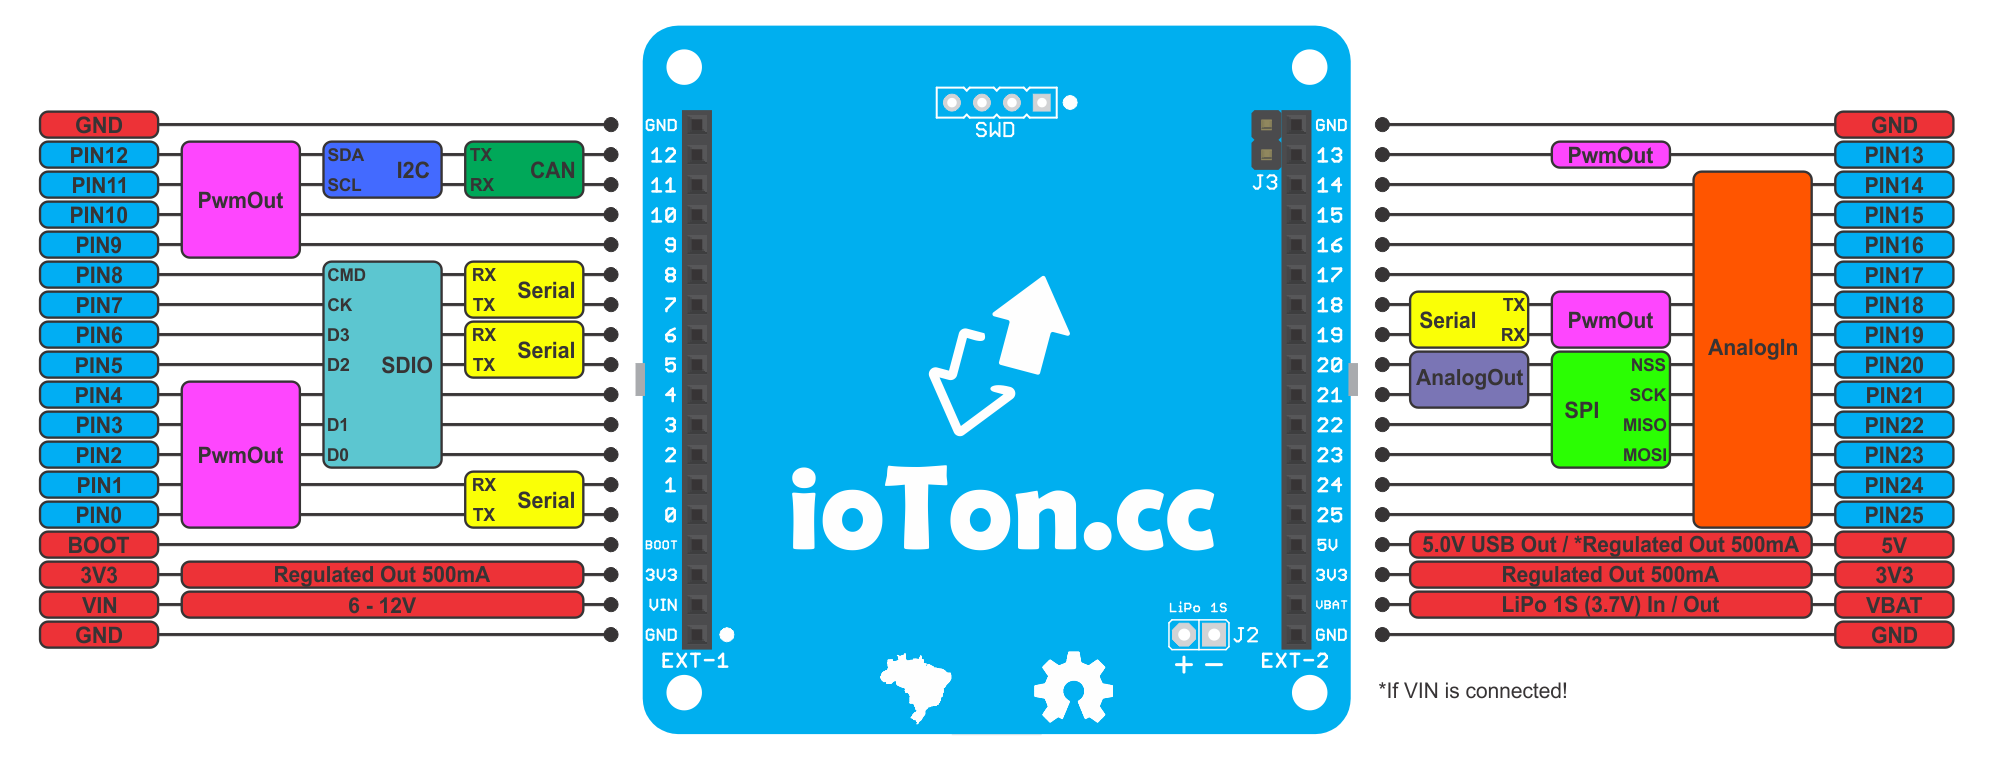 SWD
GND GND GND GND
PIN12 PwmOut SDA I2C TX CAN 12 13 PwmOut PIN13
PIN11 SCL RX 11 J3 14 AnalogIn PIN14
PIN10 10 15 PIN15
PIN9 9 16 PIN16
PIN8 CMD SDIO RX Serial 8 17 PIN17
PIN7 CK TX 7 18 Serial TX PwmOut PIN18
PIN6 D3 RX Serial 6 19 RX PIN19
PIN5 D2 TX 5 20 AnalogOut SPI NSS PIN20
PIN4 PwmOut 4 21 SCK PIN21
PIN3 D1 3 22 MISO PIN22
PIN2 D0 2 23 MOSI PIN23
PIN1 RX Serial 1 24 PIN24
PIN0 TX 0 25 PIN25
ioTon.cc
BOOT BOOT 5V 5.0V USB Out / *Regulated Out 500mA 5V
3V3 Regulated Out 500mA 3V3 3V3 Regulated Out 500mA 3V3
VIN 6 - 12V VIN LiPo 1S VBAT LiPo 1S (3.7V) In / Out VBAT
GND GND J2 GND GND
EXT-1 + - EXT-2
*If VIN is connected!